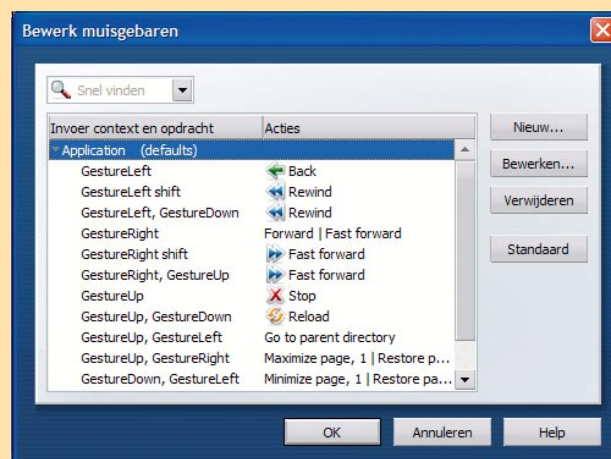 Bewerk muisgebaren
Snel vinden
Invoer context en opdracht Acties
Application (defaults)
GestureLeft Back
GestureLeft shift Rewind
GestureLeft, GestureDown Rewind
GestureRight Forward | Fast forward
GestureRight shift Fast forward
GestureRight, GestureUp Fast forward
GestureUp Stop
GestureUp, GestureDown Reload
GestureUp, GestureLeft Go to parent directory
GestureUp, GestureRight Maximize page, 1 | Restore p...
GestureDown, GestureLeft Minimize page, 1 | Restore pa...
Nieuw...
Bewerken...
Verwijderen
Standaard
OK Annuleren Help